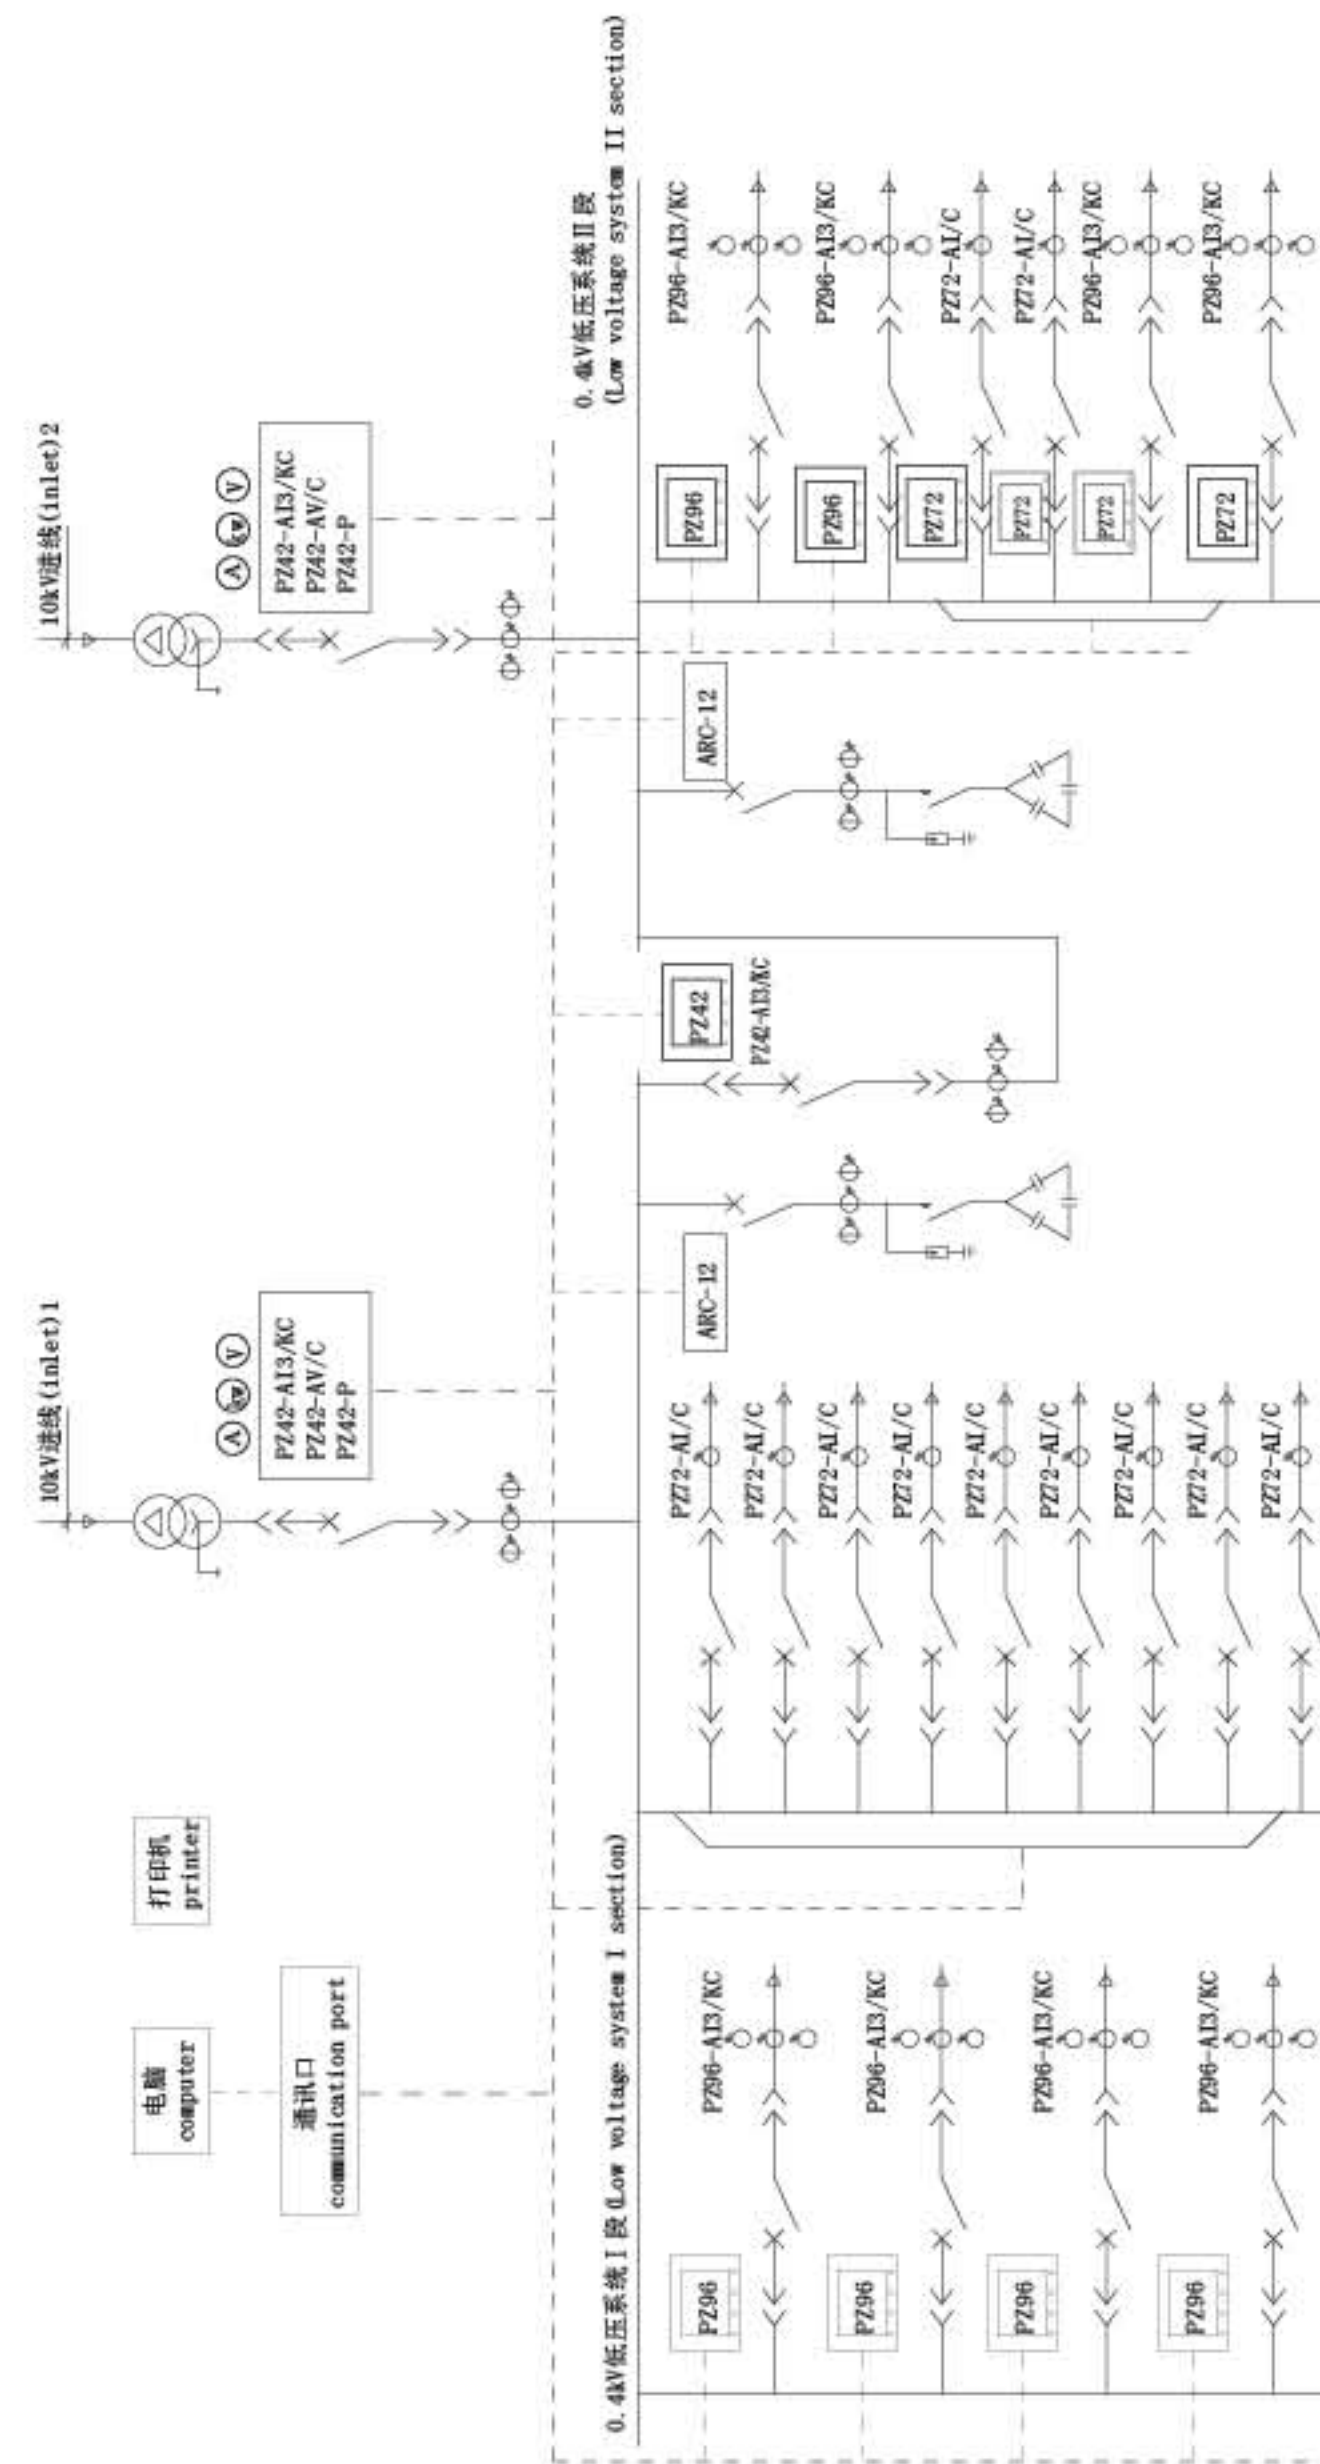 电脑
computer
打印机
printer
通讯口
communication port
10kV进线(inlet)1
A
kW
V
PZ42-AI3/KC
PZ42-AV/C
PZ42-P
10kV进线(inlet)2
A
kW
V
PZ42-AI3/KC
PZ42-AV/C
PZ42-P
0.4kV低压系统I段(Low voltage system I section)
0.4kV低压系统II段
(Low voltage system II section)
PZ96
PZ96-AI3/KC
PZ96
PZ96-AI3/KC
PZ96
PZ96-AI3/KC
PZ96
PZ96-AI3/KC
PZ72-AI/C
PZ72-AI/C
PZ72-AI/C
PZ72-AI/C
PZ72-AI/C
PZ72-AI/C
PZ72-AI/C
PZ72-AI/C
PZ72-AI/C
ARC-12
PZ42
PZ42-AI3/KC
ARC-12
PZ96
PZ96-AI3/KC
PZ96
PZ96-AI3/KC
PZ72
PZ72-AI/C
PZ72
PZ72-AI/C
PZ72
PZ96-AI3/KC
PZ72
PZ96-AI3/KC